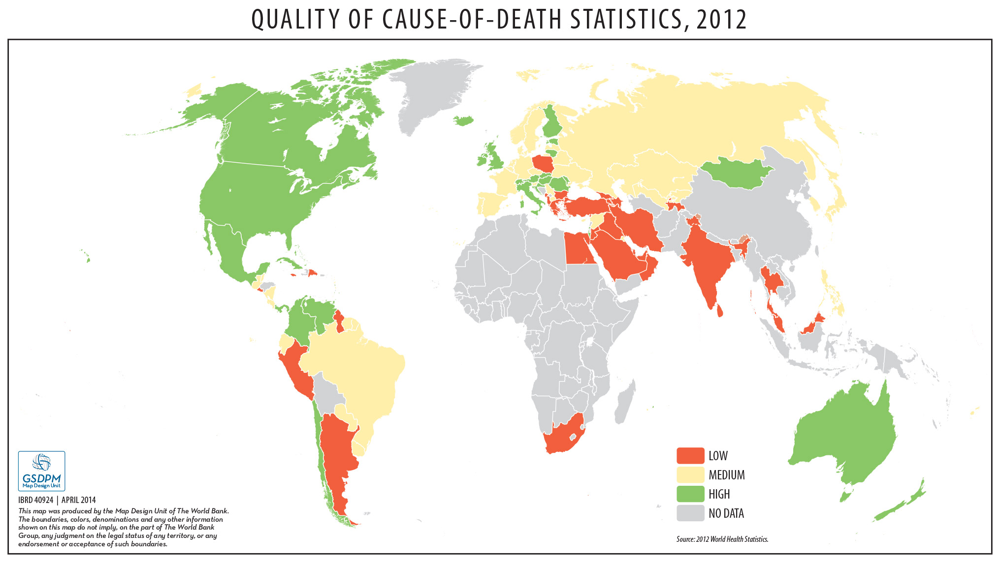 QUALITY OF CAUSE-OF-DEATH STATISTICS, 2012
LOW
MEDIUM
HIGH
NO DATA
Source: 2012 World Health Statistics.
GSDPM
Map Design Unit
IBRD 40924 | APRIL 2014
This map was produced by the Map Design Unit of The World Bank.
The boundaries, colors, denominations and any other information
shown on this map do not imply, on the part of The World Bank
Group, any judgment on the legal status of any territory, or any
endorsement or acceptance of such boundaries.